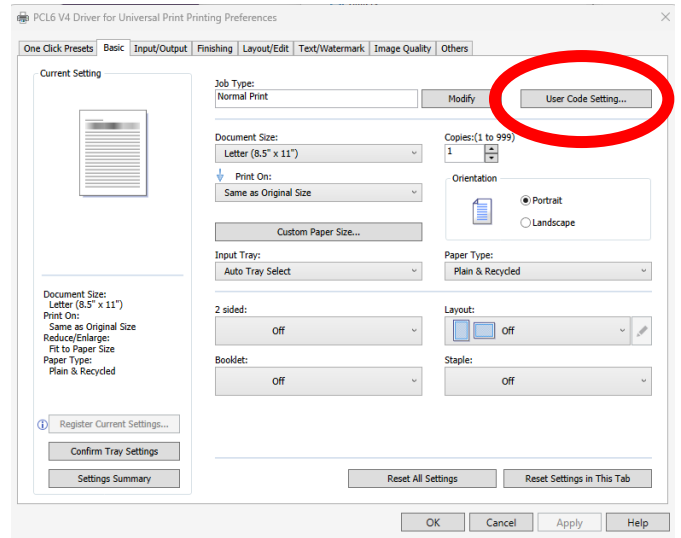 PCL6 V4 Driver for Universal Print Printing Preferences
One Click Presets Basic Input/Output Finishing Layout/Edit Text/Watermark Image Quality Others
Current Setting
Job Type:
Normal Print
Modify
User Code Setting...
Document Size:
Letter (8.5" x 11")
Copies:(1 to 999)
1
Print On:
Same as Original Size
Orientation
Portrait
Landscape
Custom Paper Size...
Input Tray:
Auto Tray Select
Paper Type:
Plain & Recycled
Document Size:
Letter (8.5" x 11")
Print On:
Same as Original Size
Reduce/Enlarge:
Fit to Paper Size
Paper Type:
Plain & Recycled
2 sided:
Off
Layout:
Off
Booklet:
Off
Staple:
Off
Register Current Settings...
Confirm Tray Settings
Settings Summary
Reset All Settings
Reset Settings in This Tab
OK
Cancel
Apply
Help